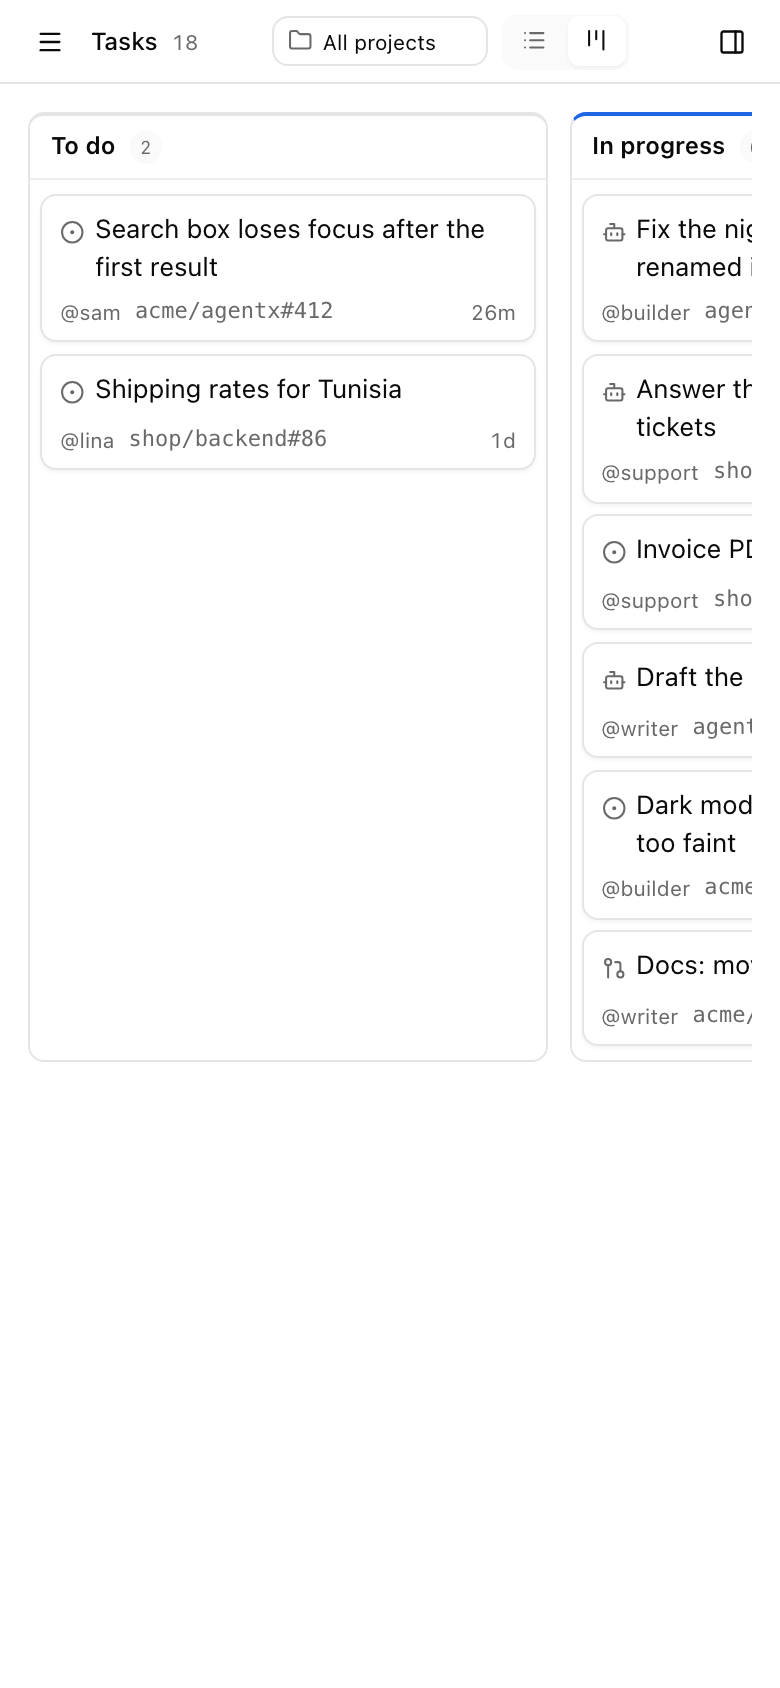 Tasks 18
All projects
To do 2
Search box loses focus after the
first result
@sam acme/agentx#412 26m
Shipping rates for Tunisia
@lina shop/backend#86 1d
In progress
Fix the
renamed
@builder
Answer
tickets
@support
Invoice
@support
Draft the
@writer
Dark
too faint
@builder
Docs:
@writer acme/